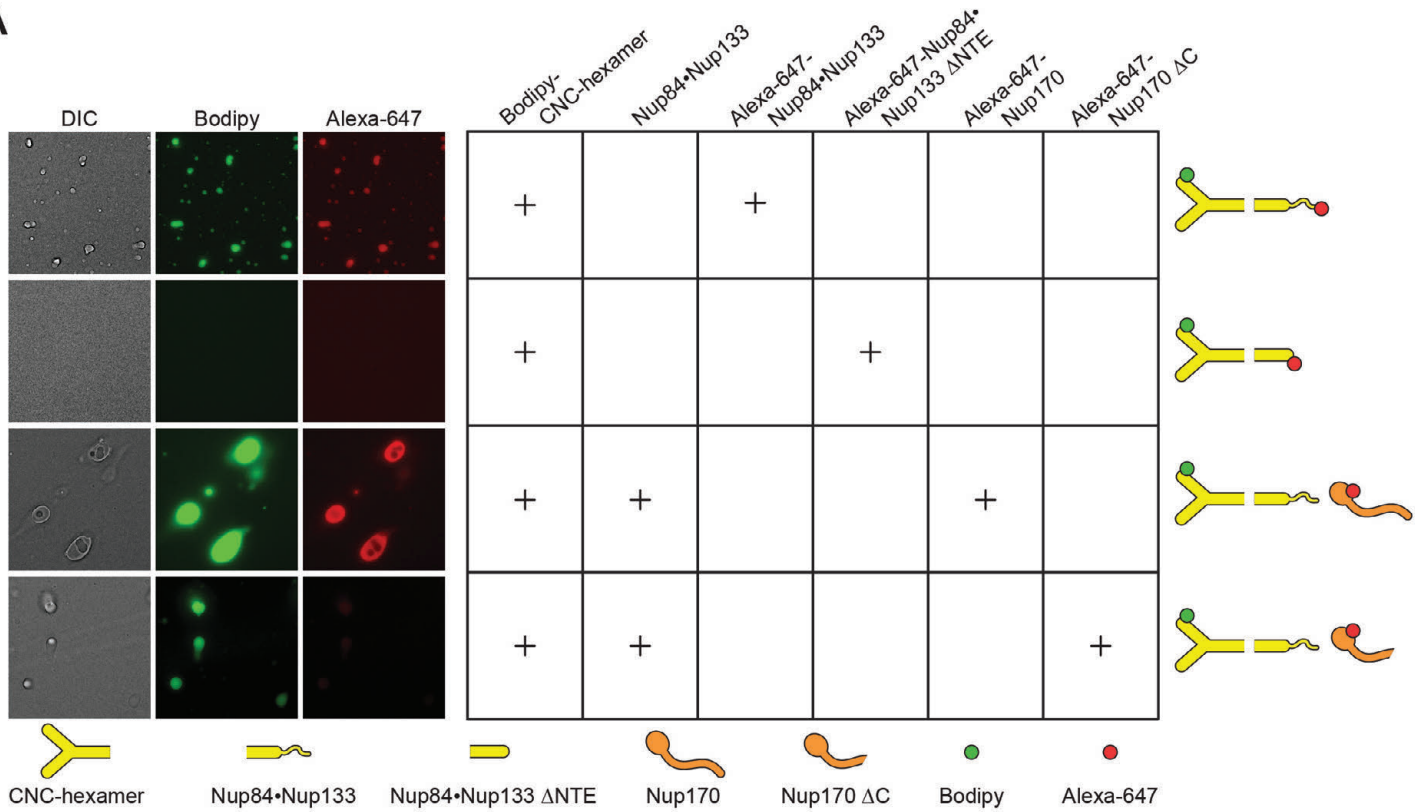 A
Bodipy-
CNC-hexamer
Nup84•Nup133
Alexa-647-
Nup84•Nup133
Alexa-647-Nup84•
Nup133 ΔNTE
Alexa-647-
Nup170
Alexa-647-
Nup170 ΔC
DIC Bodipy Alexa-647
+ +
+ +
+ + +
+ + +
CNC-hexamer Nup84•Nup133 Nup84•Nup133 ΔNTE Nup170 Nup170 ΔC Bodipy Alexa-647